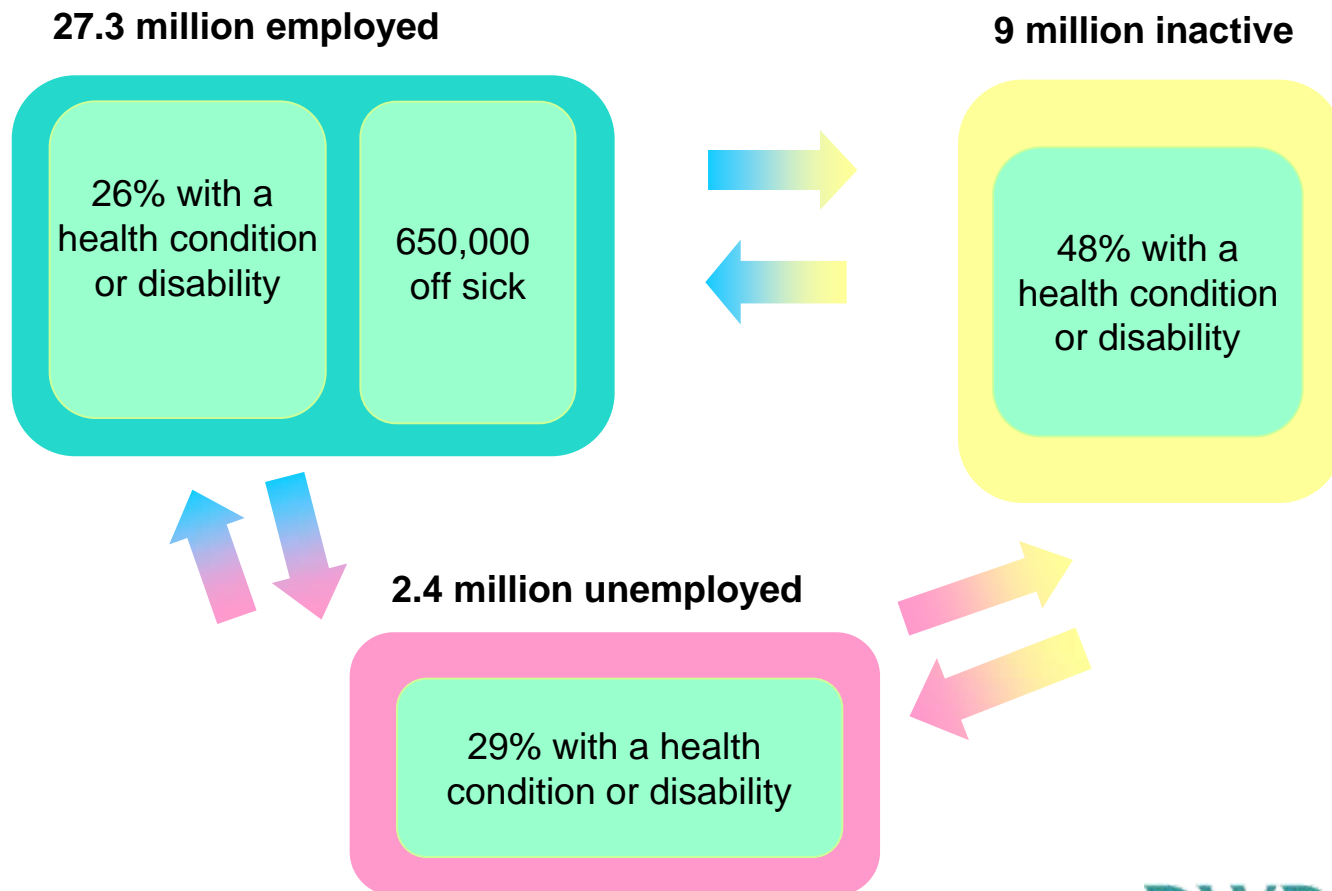 27.3 million employed
9 million inactive
26% with a
health condition
or disability
650,000
off sick
48% with a
health condition
or disability
2.4 million unemployed
29% with a health
condition or disability